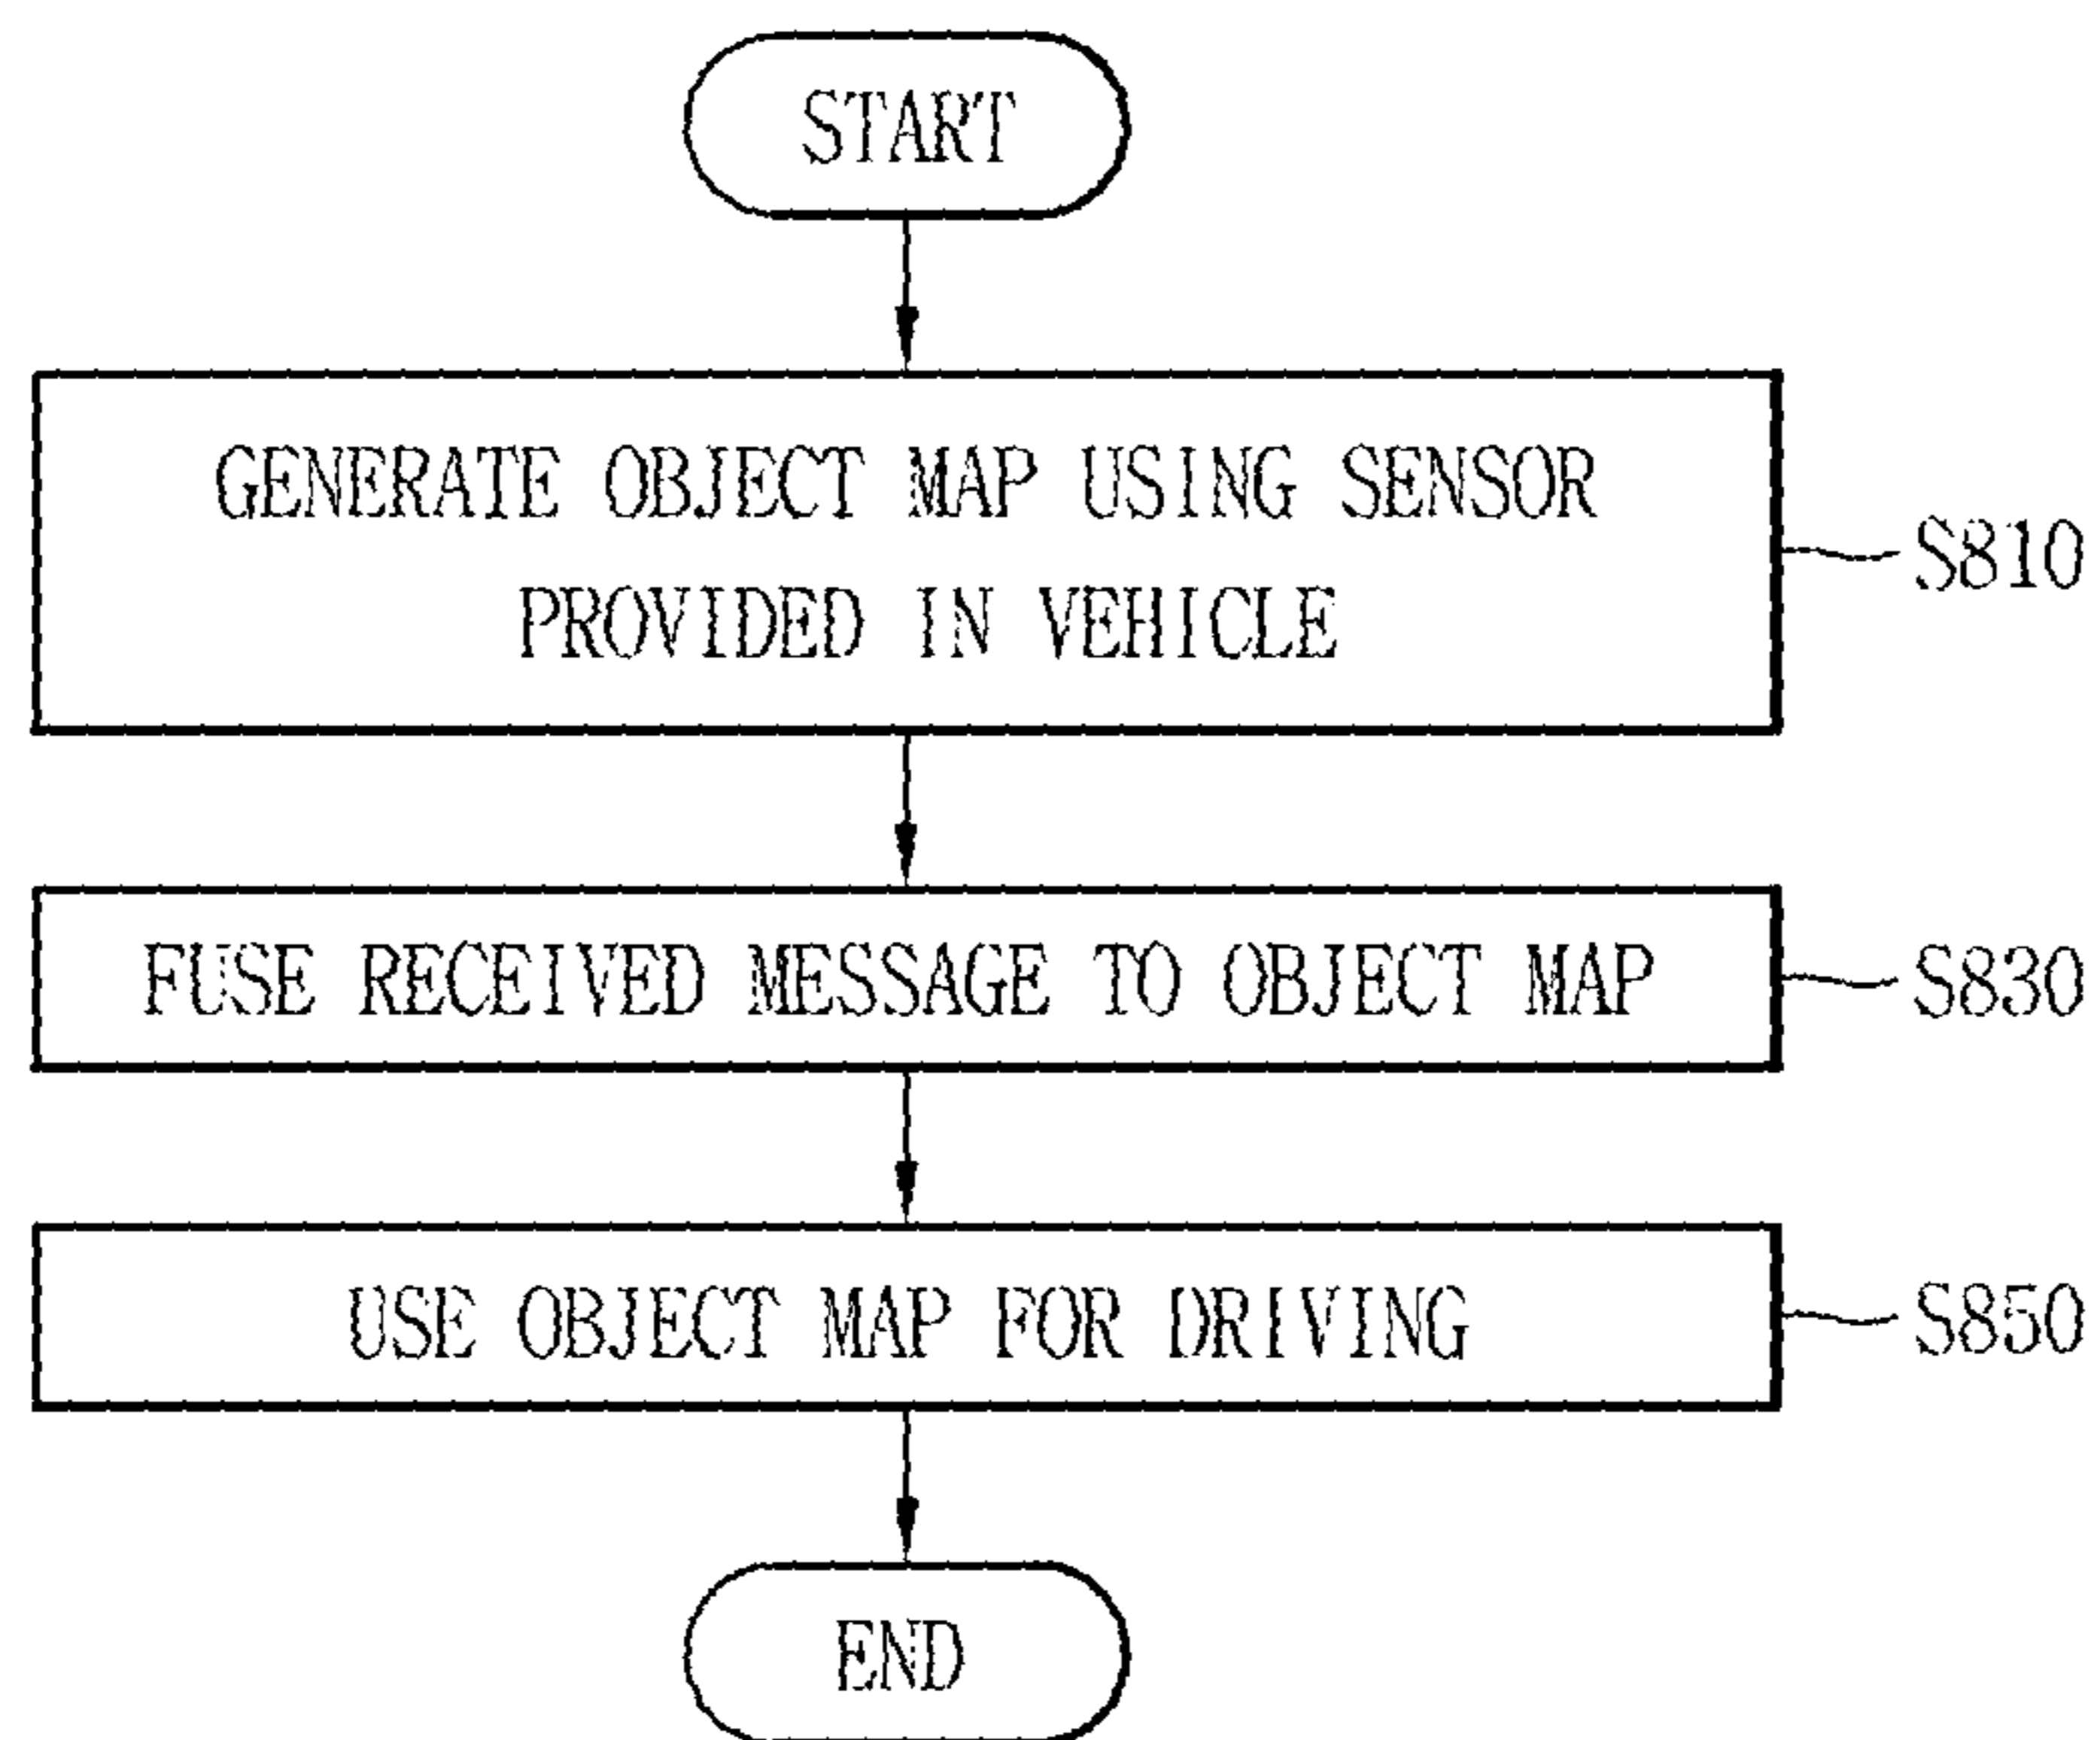 START
GENERATE OBJECT MAP USING SENSOR
PROVIDED IN VEHICLE
S810
FUSE RECEIVED MESSAGE TO OBJECT MAP
S830
USE OBJECT MAP FOR DRIVING
S850
END